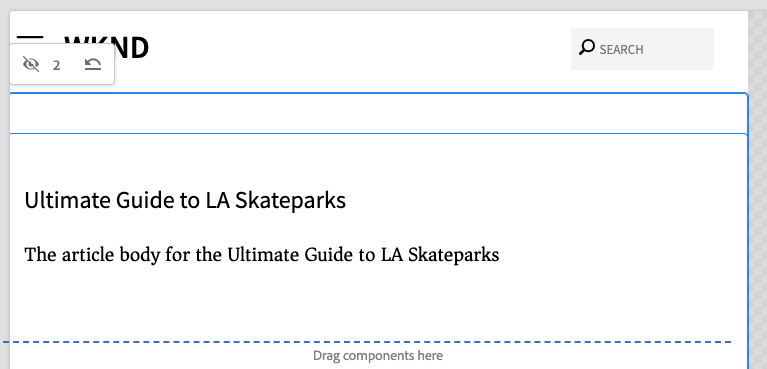 WKND
SEARCH
2
Ultimate Guide to LA Skateparks
The article body for the Ultimate Guide to LA Skateparks
Drag components here